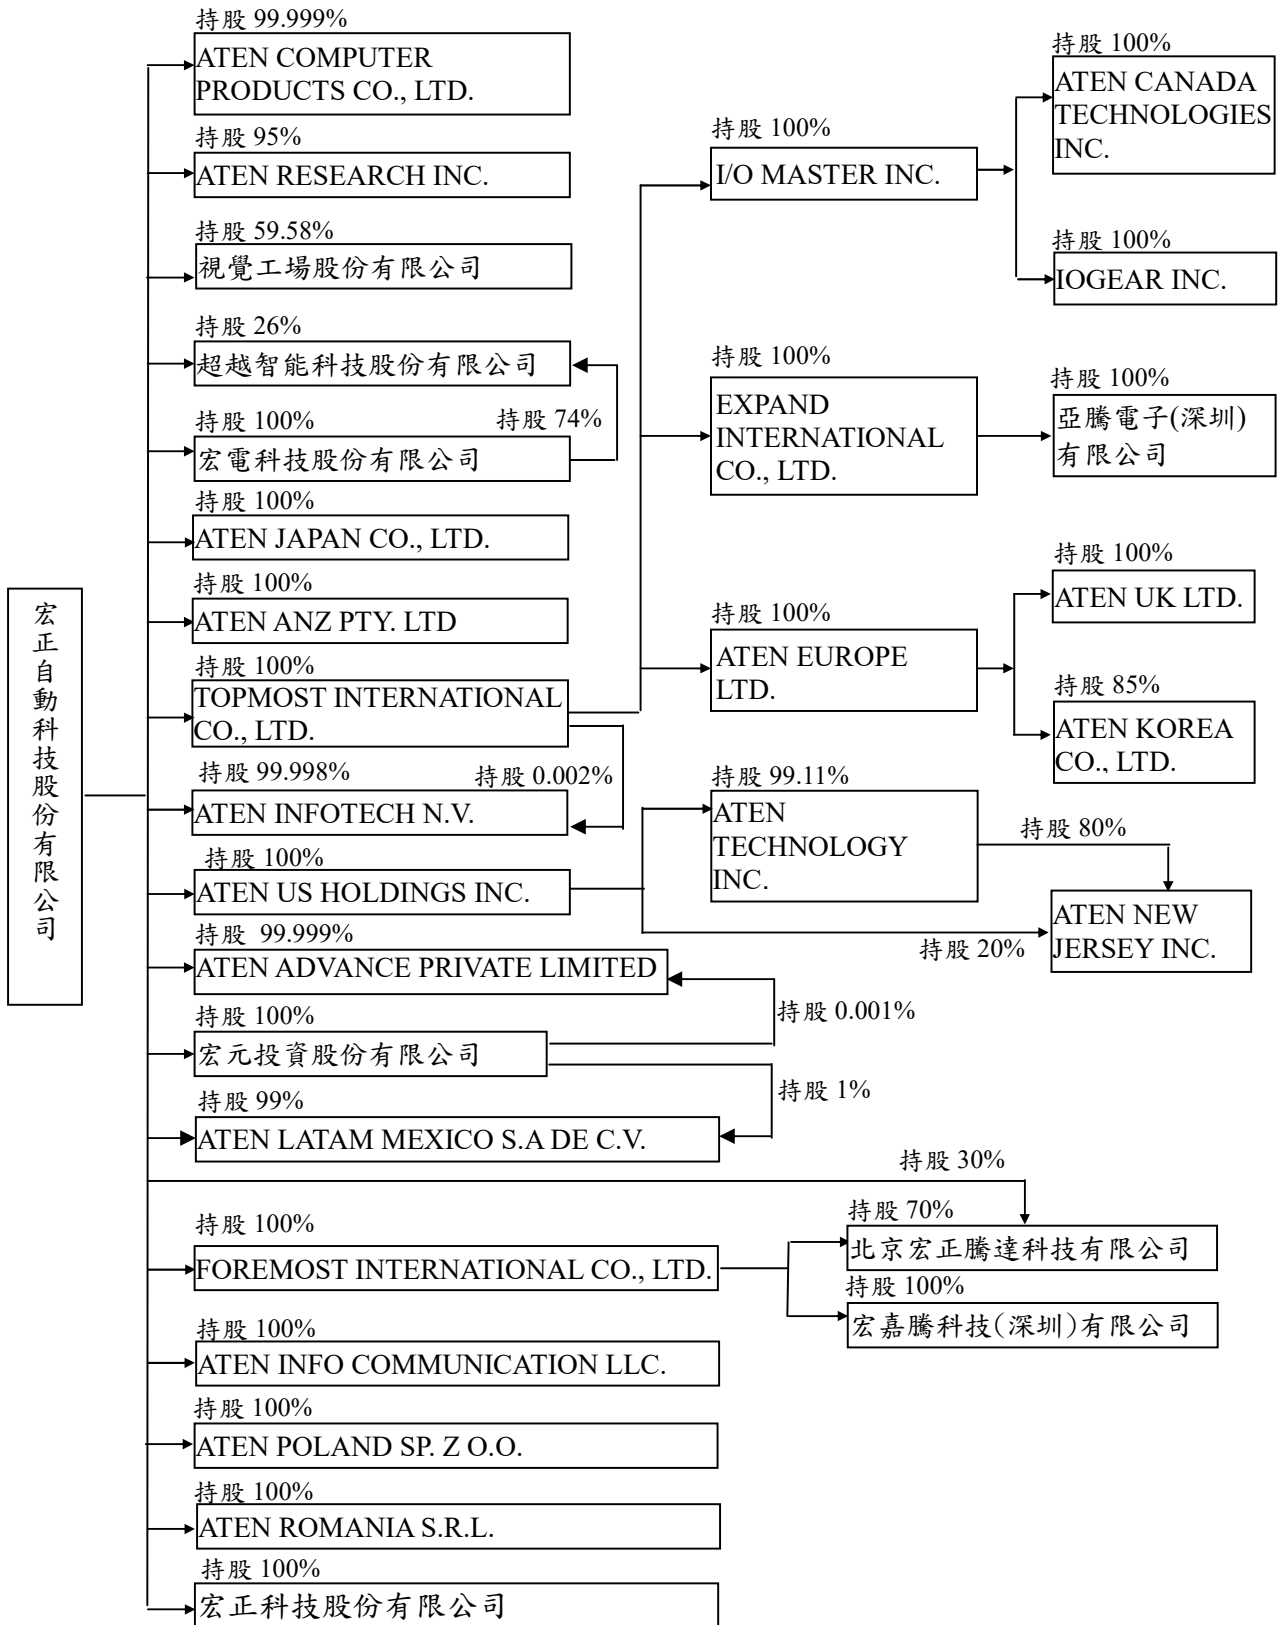 宏正自動科技股份有限公司
持股 99.999%
ATEN COMPUTER
PRODUCTS CO., LTD.
持股 95%
ATEN RESEARCH INC.
持股 59.58%
視覺工場股份有限公司
持股 26%
超越智能科技股份有限公司
持股 100%
持股 74%
宏電科技股份有限公司
持股 100%
ATEN JAPAN CO., LTD.
持股 100%
ATEN ANZ PTY. LTD
持股 100%
TOPMOST INTERNATIONAL
CO., LTD.
持股 99.998%
持股 0.002%
ATEN INFOTECH N.V.
持股 100%
ATEN US HOLDINGS INC.
持股 99.999%
ATEN ADVANCE PRIVATE LIMITED
持股 0.001%
持股 100%
宏元投資股份有限公司
持股 1%
持股 99%
ATEN LATAM MEXICO S.A DE C.V.
持股 100%
FOREMOST INTERNATIONAL CO., LTD.
持股 100%
ATEN INFO COMMUNICATION LLC.
持股 100%
ATEN POLAND SP. Z O.O.
持股 100%
ATEN ROMANIA S.R.L.
持股 100%
宏正科技股份有限公司
持股 100%
I/O MASTER INC.
持股 100%
EXPAND
INTERNATIONAL
CO., LTD.
持股 100%
ATEN EUROPE
LTD.
持股 99.11%
ATEN
TECHNOLOGY
INC.
持股 100%
ATEN CANADA
TECHNOLOGIES
INC.
持股 100%
IOGEAR INC.
持股 100%
亞騰電子(深圳)
有限公司
持股 100%
ATEN UK LTD.
持股 85%
ATEN KOREA
CO., LTD.
持股 80%
ATEN NEW
JERSEY INC.
持股 20%
持股 30%
持股 70%
北京宏正騰達科技有限公司
持股 100%
宏嘉騰科技(深圳)有限公司